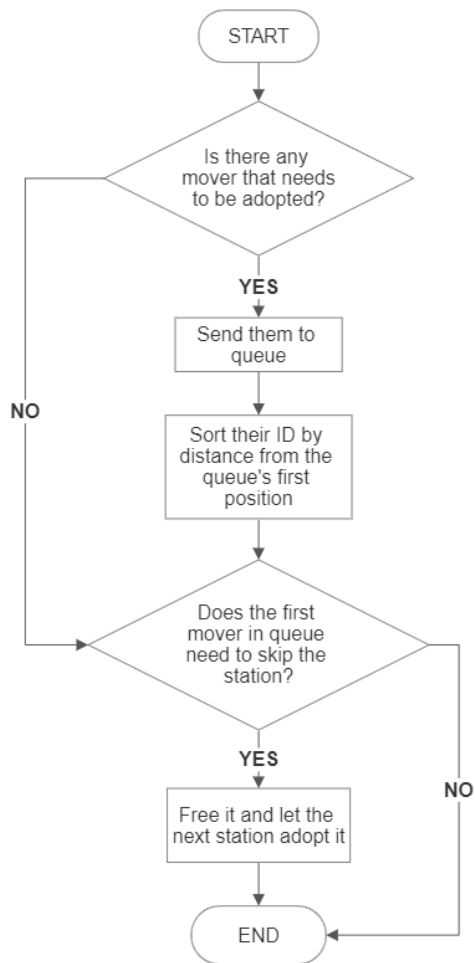 START
Is there any
mover that needs
to be adopted?
YES
Send them to
queue
NO
Sort their ID by
distance from the
queue's first
position
Does the first
mover in queue
need to skip the
station?
YES
NO
Free it and let the
next station adopt it
END